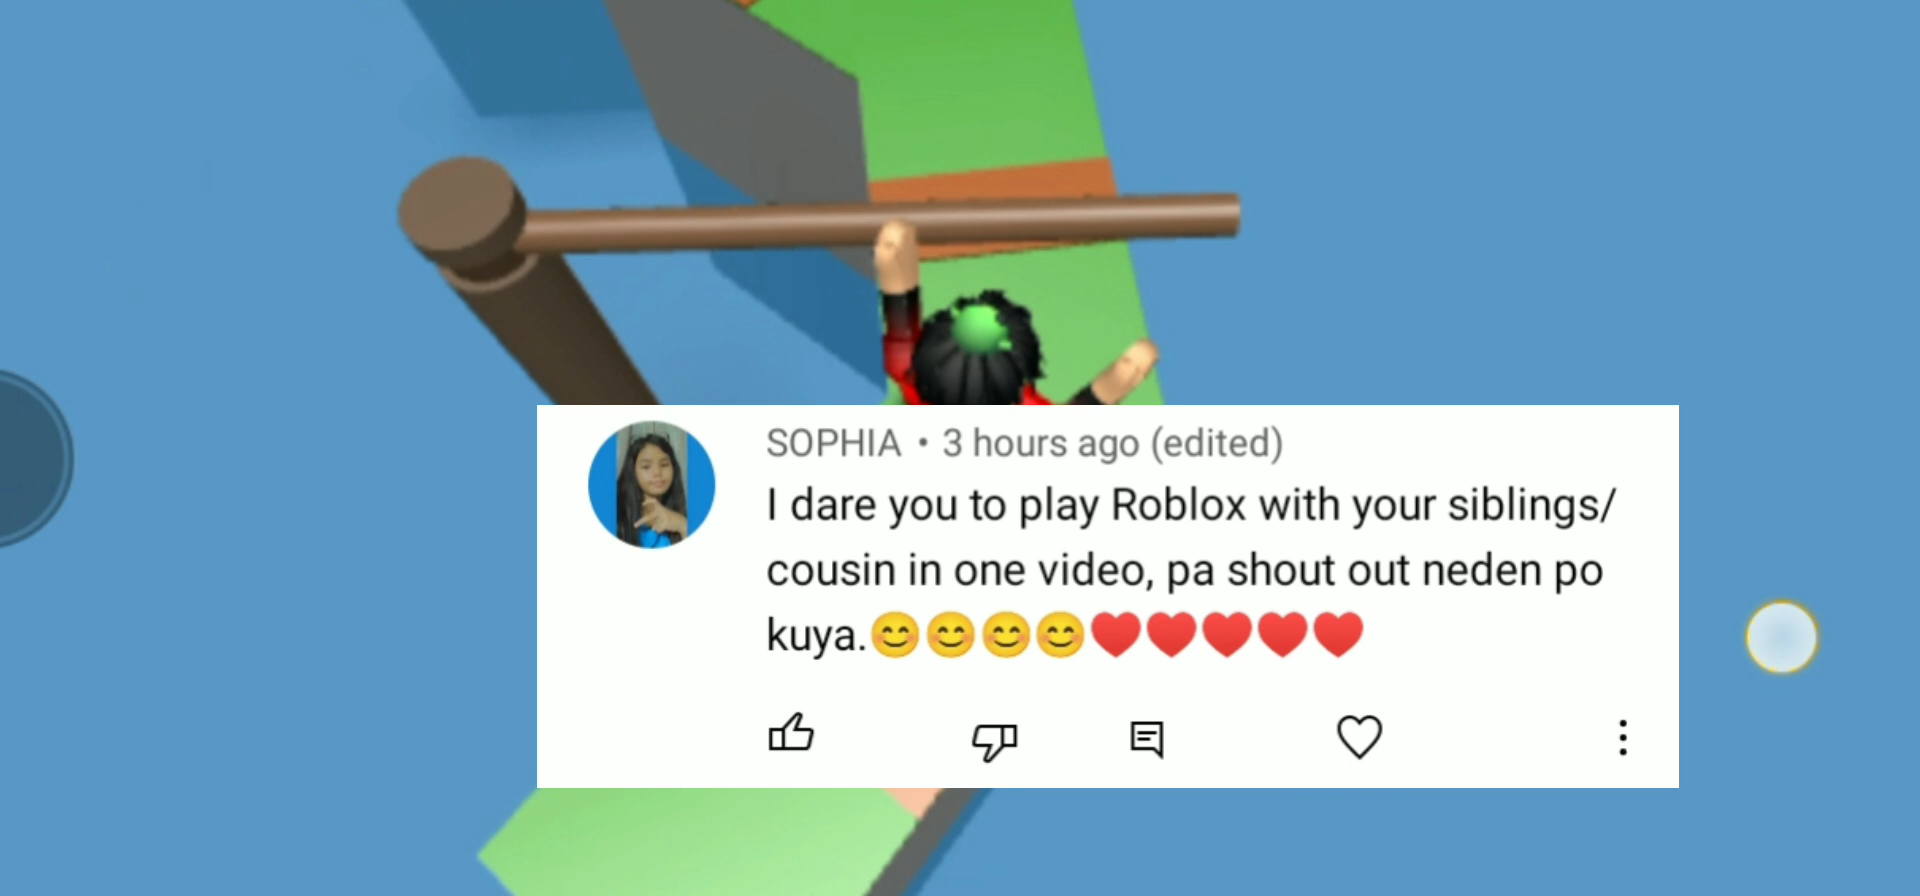 SOPHIA • 3 hours ago (edited)
I dare you to play Roblox with your siblings/
cousin in one video, pa shout out neden po
kuya.😊😊😊😊❤️❤️❤️❤️❤️